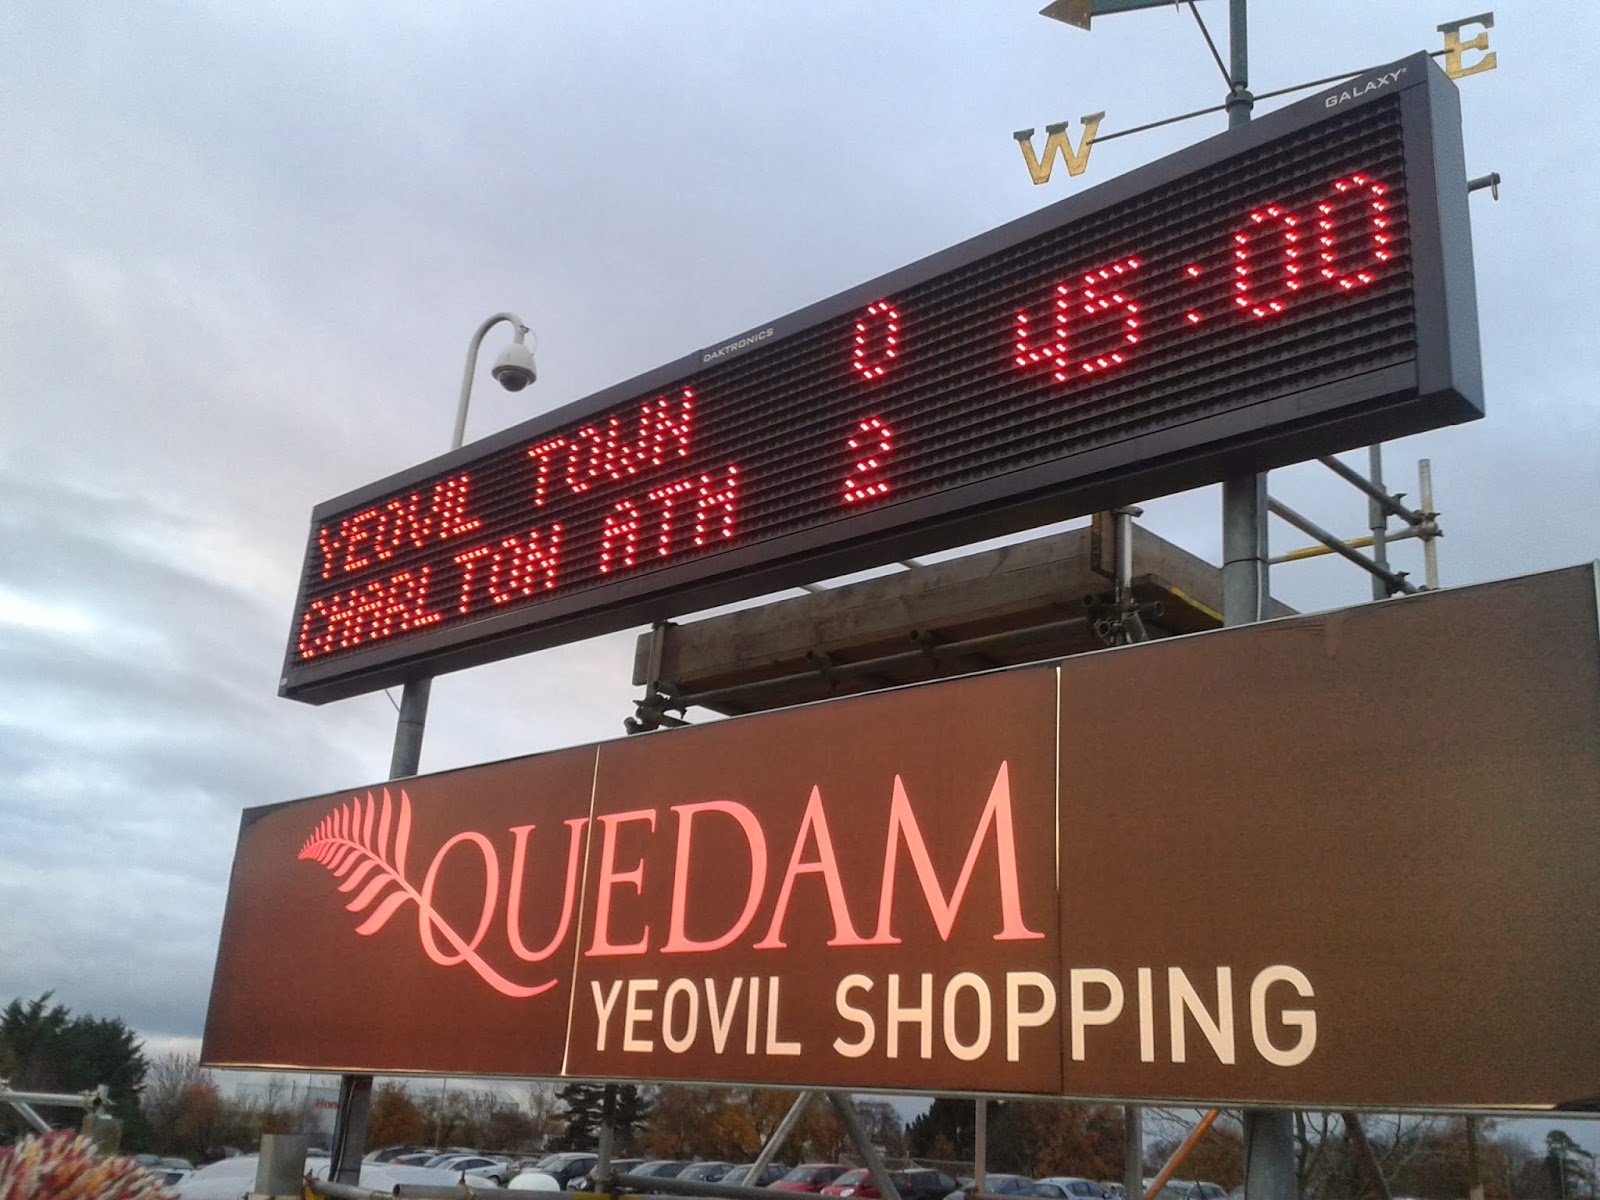 E
W
GALAXY®
DAKTRONICS
YEOVIL TOWN 0 45:00
CHARLTON ATH 2
QUEDAM
YEOVIL SHOPPING